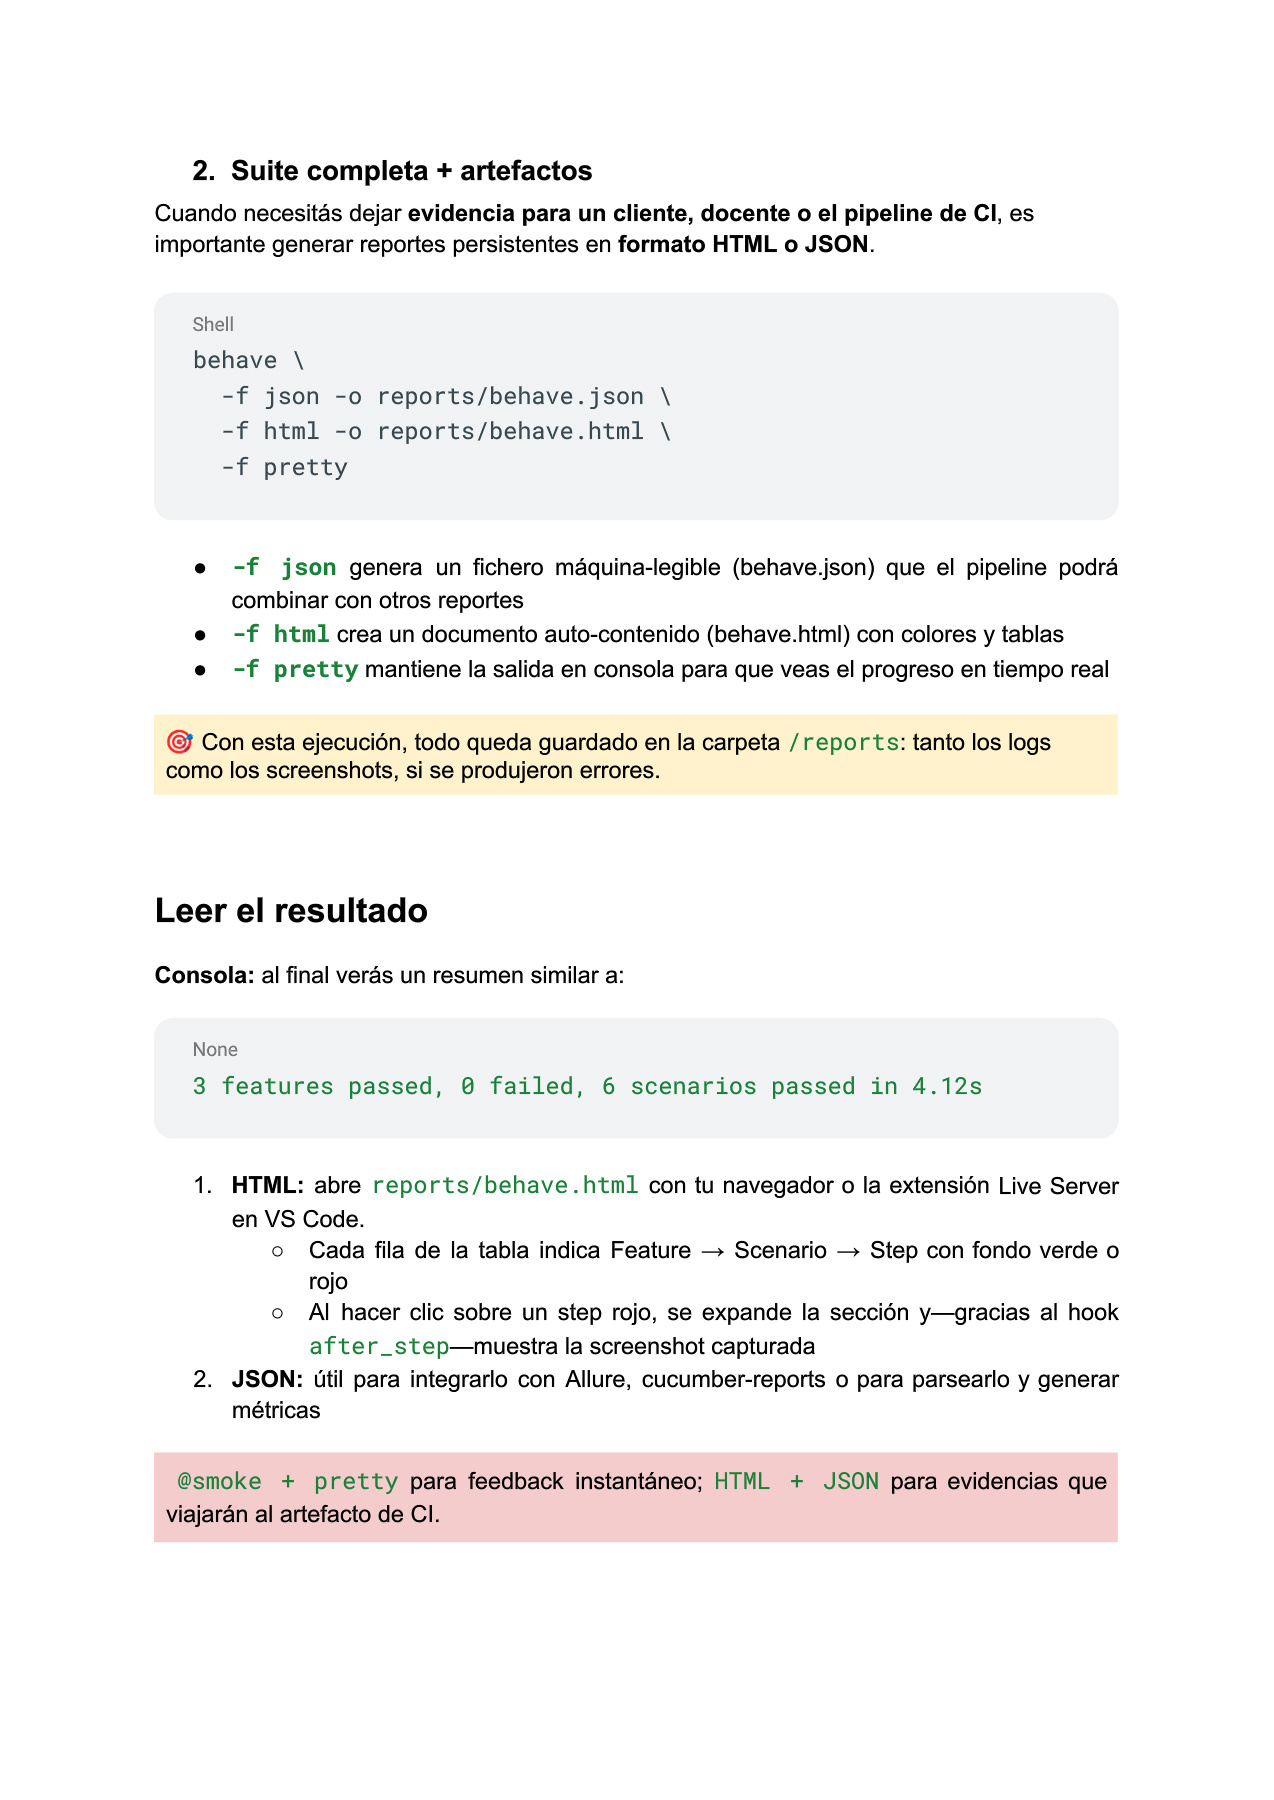 2. Suite completa + artefactos
Cuando necesitás dejar evidencia para un cliente, docente o el pipeline de CI, es
importante generar reportes persistentes en formato HTML o JSON.
Shell
behave \
  -f json -o reports/behave.json \
  -f html -o reports/behave.html \
  -f pretty
● -f json genera un fichero máquina-legible (behave.json) que el pipeline podrá
combinar con otros reportes
● -f html crea un documento auto-contenido (behave.html) con colores y tablas
● -f pretty mantiene la salida en consola para que veas el progreso en tiempo real
🎯 Con esta ejecución, todo queda guardado en la carpeta /reports: tanto los logs
como los screenshots, si se produjeron errores.
Leer el resultado
Consola: al final verás un resumen similar a:
None
3 features passed, 0 failed, 6 scenarios passed in 4.12s
1. HTML: abre reports/behave.html con tu navegador o la extensión Live Server
en VS Code.
○ Cada fila de la tabla indica Feature → Scenario → Step con fondo verde o
rojo
○ Al hacer clic sobre un step rojo, se expande la sección y—gracias al hook
after_step—muestra la screenshot capturada
2. JSON: útil para integrarlo con Allure, cucumber-reports o para parsearlo y generar
métricas
@smoke + pretty para feedback instantáneo; HTML + JSON para evidencias que
viajarán al artefacto de CI.